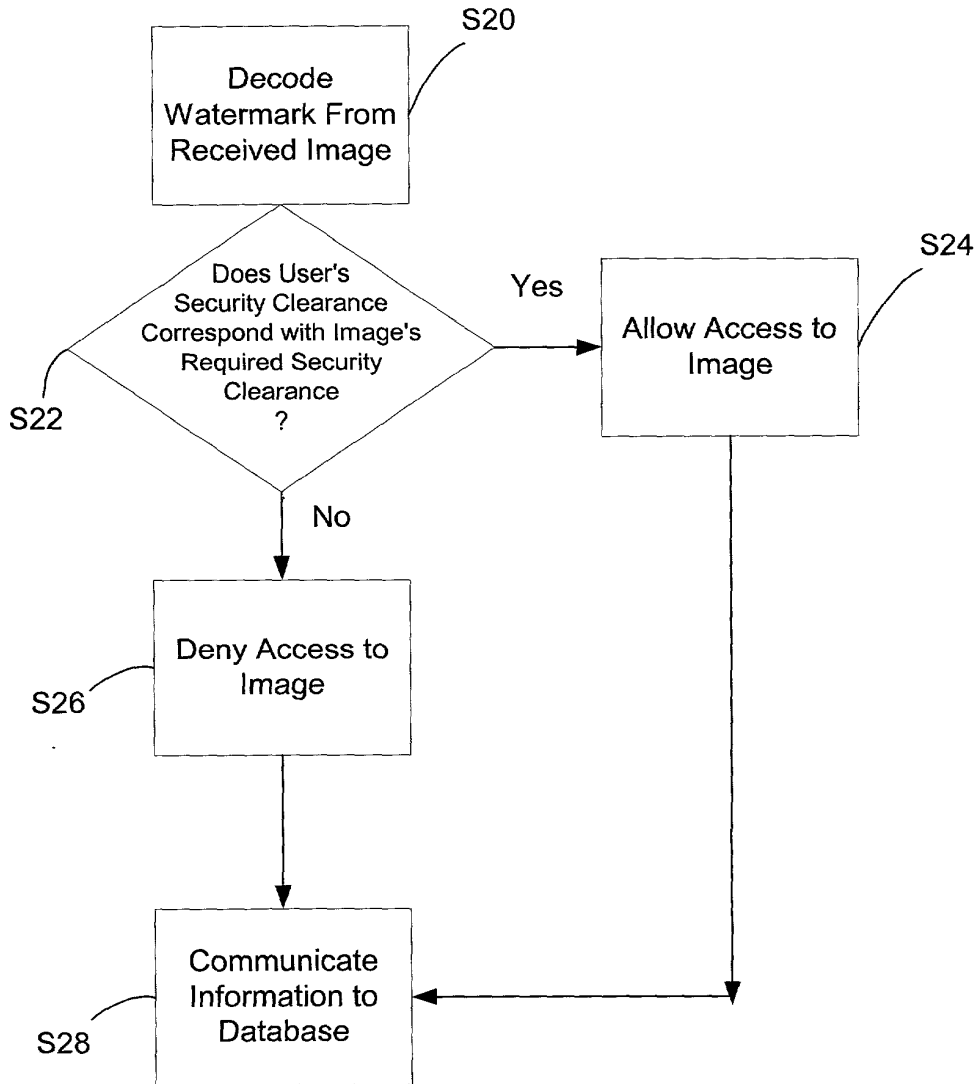 S20
Decode
Watermark From
Received Image
Does User's
Security Clearance
Correspond with Image's
Required Security
Clearance
?
S22
Yes
S24
Allow Access to
Image
No
Deny Access to
Image
S26
Communicate
Information to
Database
S28